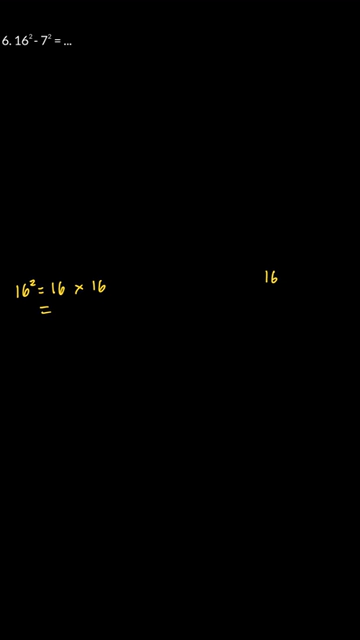 6. 16² - 7² = ...
16
16² = 16 × 16
=